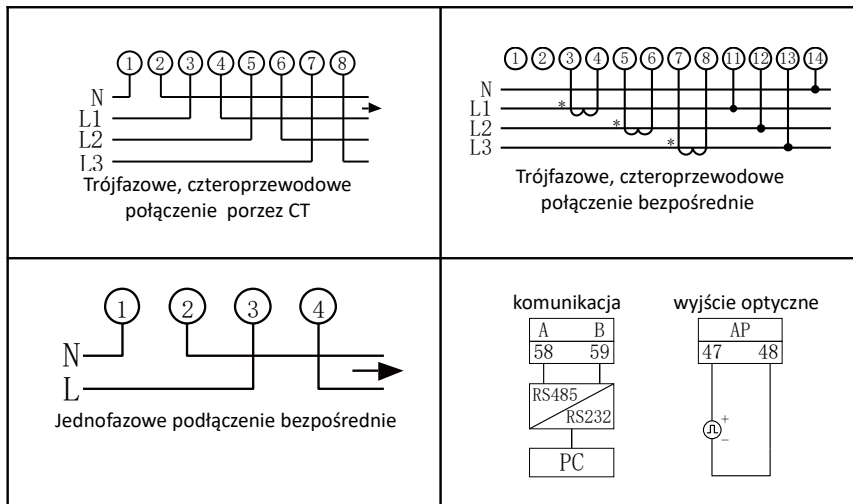 ① ② ③ ④ ⑤ ⑥ ⑦ ⑧
N
L1
L2
L3
Trójfazowe, czteroprzewodowe
połączenie porzez CT
① ② ③ ④ ⑤ ⑥ ⑦ ⑧ ⑪ ⑫ ⑬ ⑭
N
L1
*
L2
*
L3
*
Trójfazowe, czteroprzewodowe
połączenie bezpośrednie
① ② ③ ④
N
L
Jednofazowe podłączenie bezpośrednie
komunikacja
A B
58 59
RS485
RS232
PC
wyjście optyczne
AP
47 48
+
−